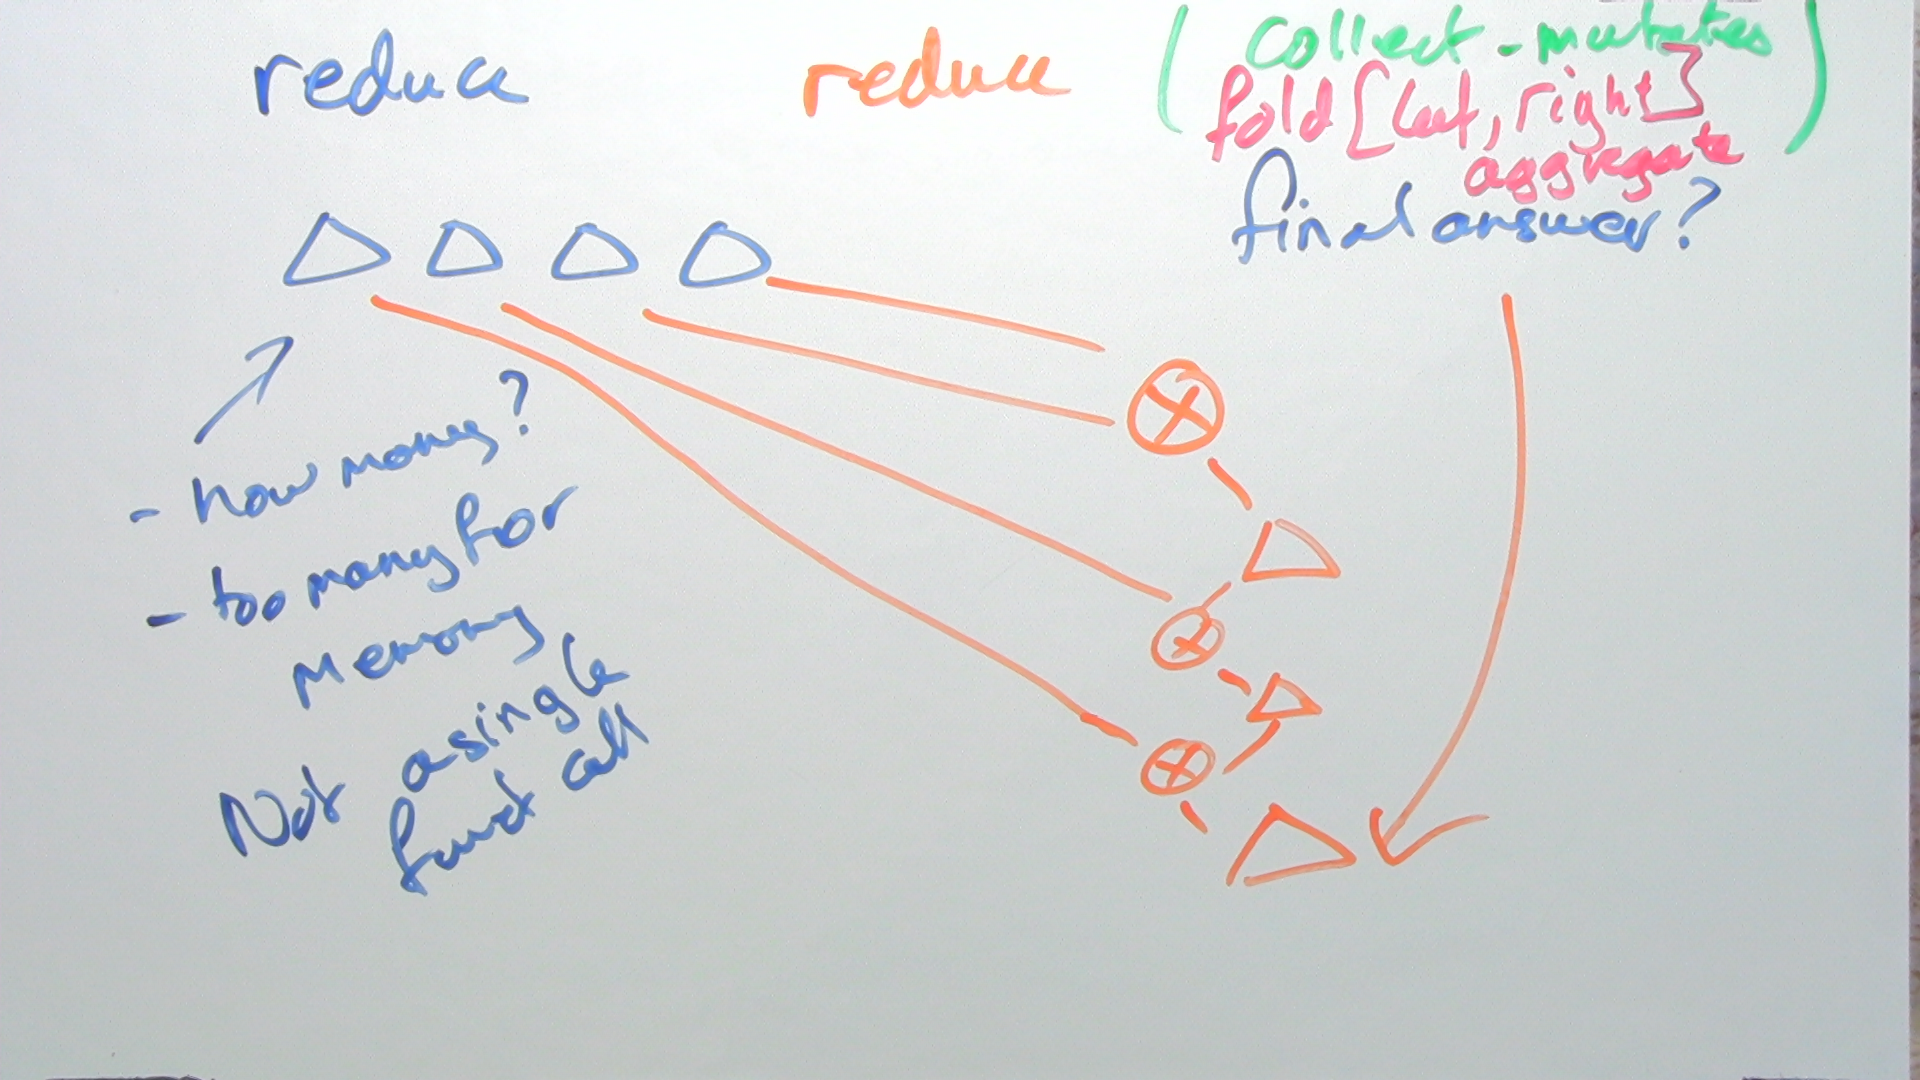 reduce
reduce
( collect - mutates )
fold [left, right]
aggregate
final answer?
- how many?
- too many for
memory
Not a single
funct call